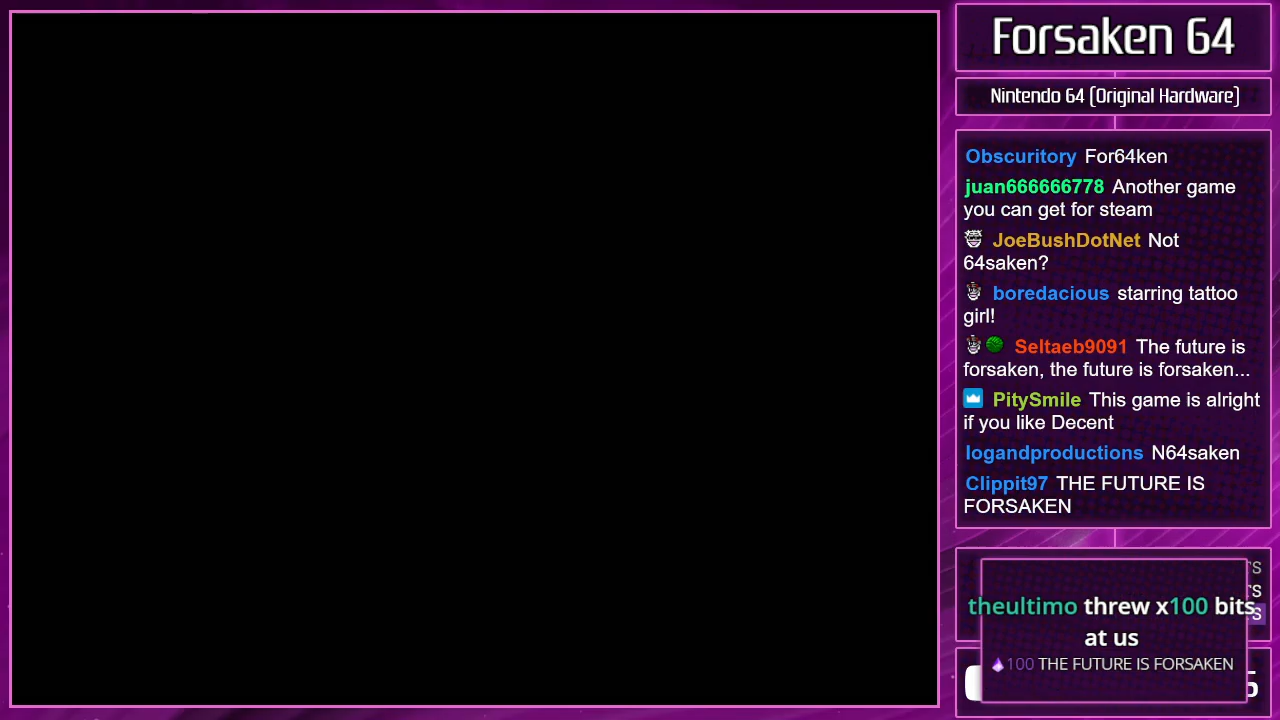 Forsaken 64
Nintendo 64 (Original Hardware)
Obscuritory For64ken
juan666666778 Another game
you can get for steam
JoeBushDotNet Not
64saken?
boredacious starring tattoo
girl!
Seltaeb9091 The future is
forsaken, the future is forsaken...
PitySmile This game is alright
if you like Decent
logandproductions N64saken
Clippit97 THE FUTURE IS
FORSAKEN
theultimo threw x100 bits
at us
100 THE FUTURE IS FORSAKEN